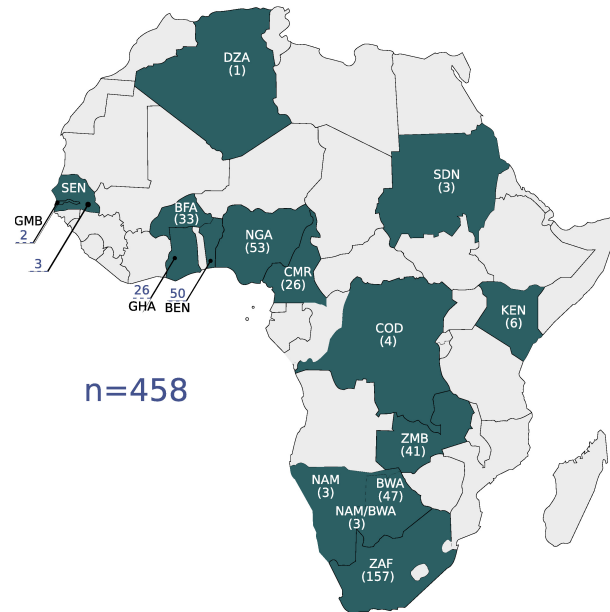 DZA
(1)
SDN
(3)
SEN
GMB
2
3
BFA
(33)
NGA
(53)
26
GHA
50
BEN
CMR
(26)
KEN
(6)
COD
(4)
n=458
ZMB
(41)
NAM
(3)
BWA
(47)
NAM/BWA
(3)
ZAF
(157)